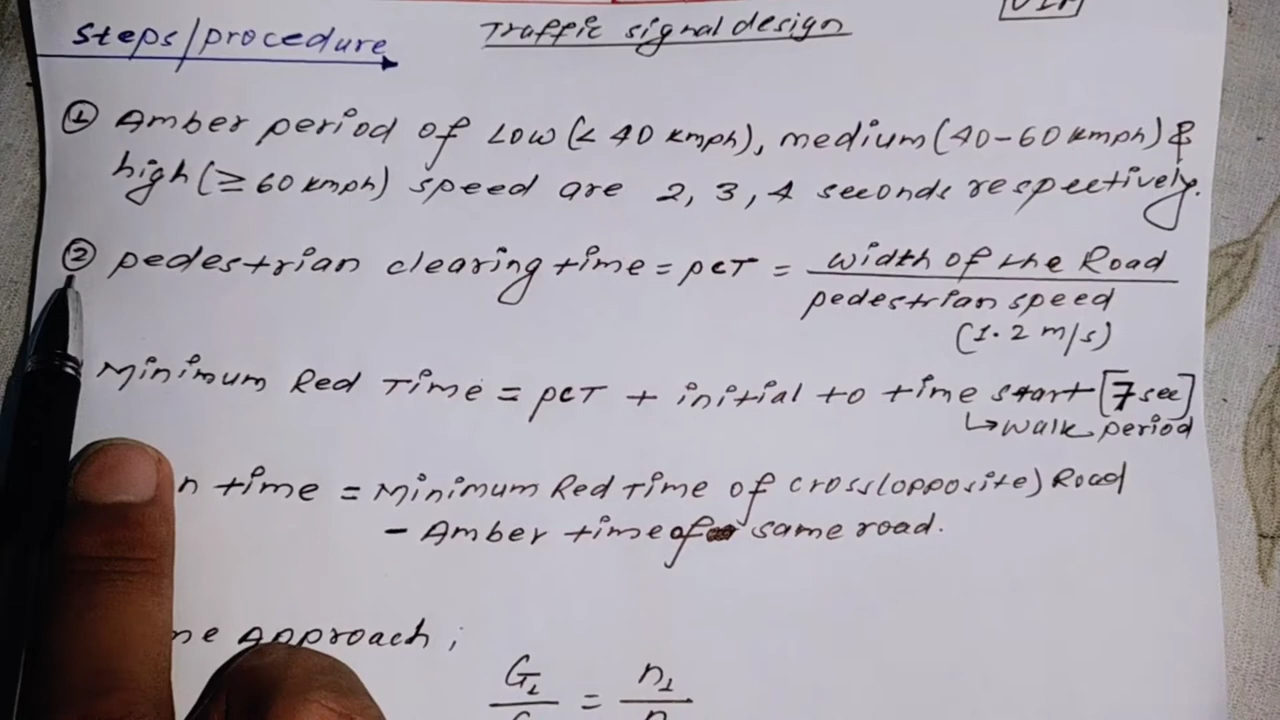 Steps/procedure
Traffic signal design
① Amber period of Low (< 40 kmph), medium (40-60 kmph) &
high (≥ 60 kmph) speed are 2, 3, 4 seconds respectively.
② pedestrian clearing time = PCT = width of the Road
pedestrian speed
(1.2 m/s)
Minimum Red Time = PCT + initial to time start [7 sec]
↳ walk period
n time = Minimum Red Time of cross(opposite) Road
- Amber time of same road.
Approach ;
G₁ = n₁